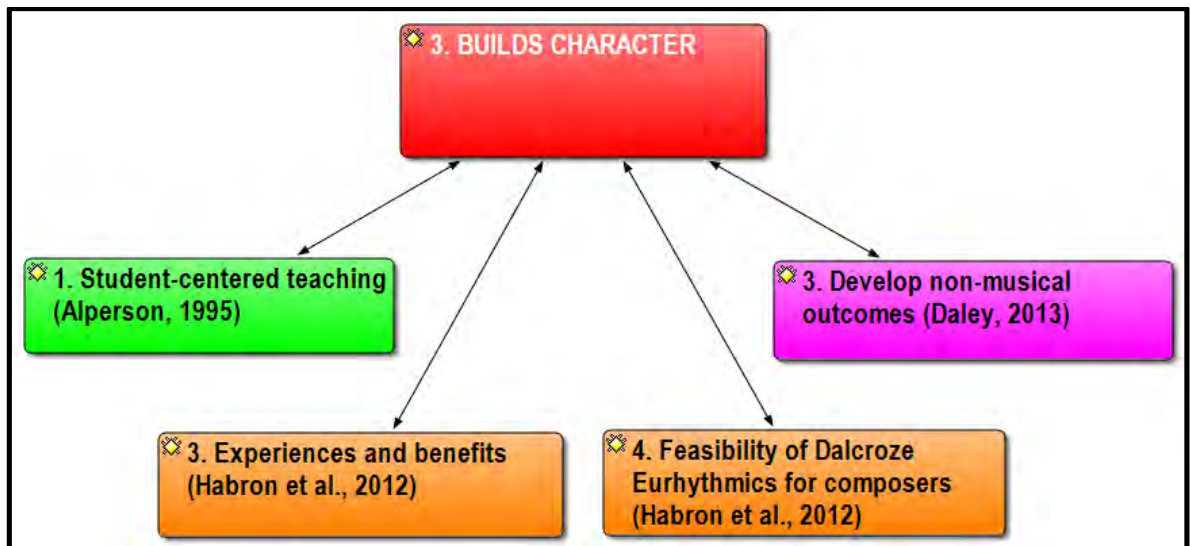 3. BUILDS CHARACTER
1. Student-centered teaching
(Alperson, 1995)
3. Develop non-musical
outcomes (Daley, 2013)
3. Experiences and benefits
(Habron et al., 2012)
4. Feasibility of Dalcroze
Eurhythmics for composers
(Habron et al., 2012)